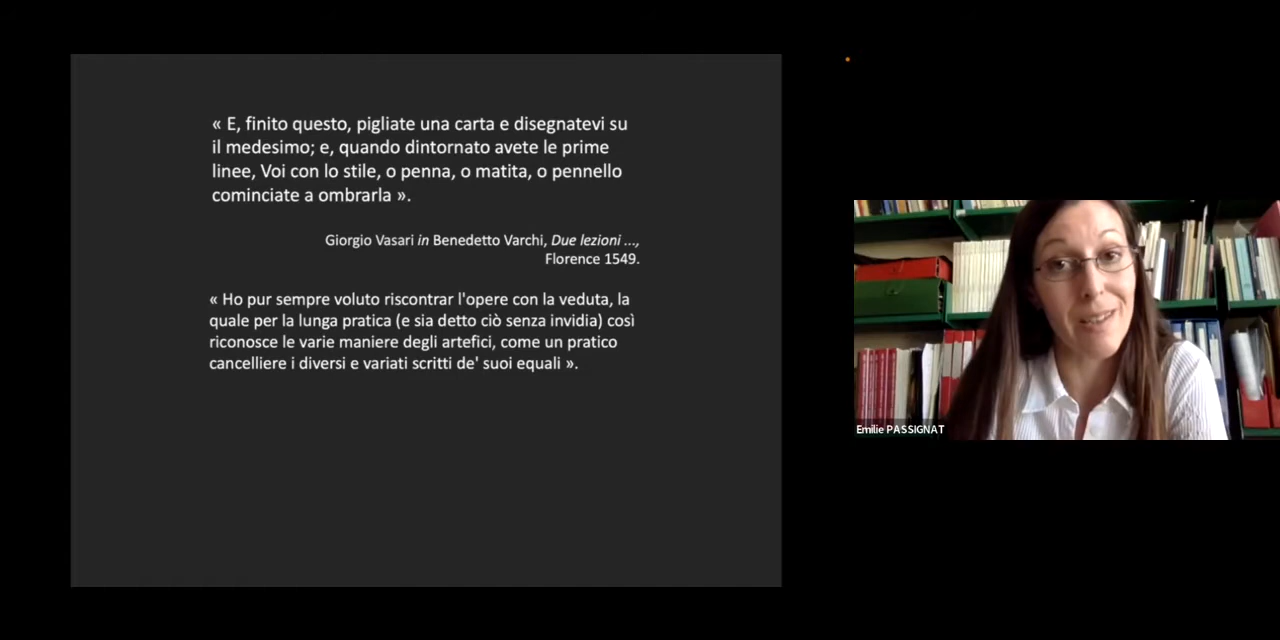 « E, finito questo, pigliate una carta e disegnatevi su
il medesimo; e, quando dintornato avete le prime
linee, Voi con lo stile, o penna, o matita, o pennello
cominciate a ombrarla ».
Giorgio Vasari in Benedetto Varchi, Due lezioni ...,
Florence 1549.
« Ho pur sempre voluto riscontrar l'opere con la veduta, la
quale per la lunga pratica (e sia detto ciò senza invidia) così
riconosce le varie maniere degli artefici, come un pratico
cancelliere i diversi e variati scritti de' suoi equali ».
Emilie PASSIGNAT